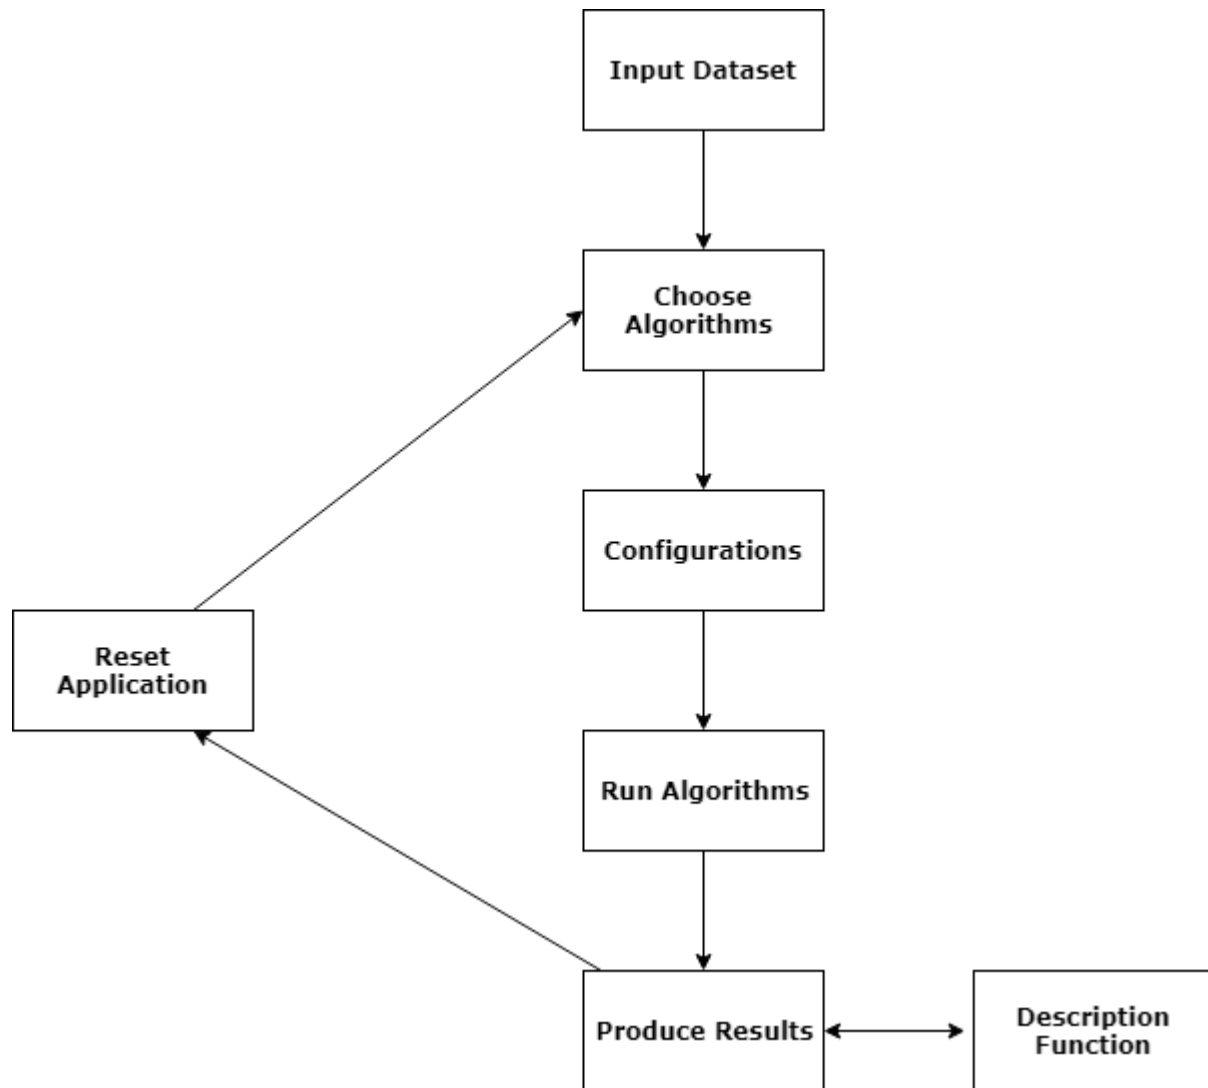 Input Dataset
Choose
Algorithms
Configurations
Reset
Application
Run Algorithms
Produce Results
Description
Function